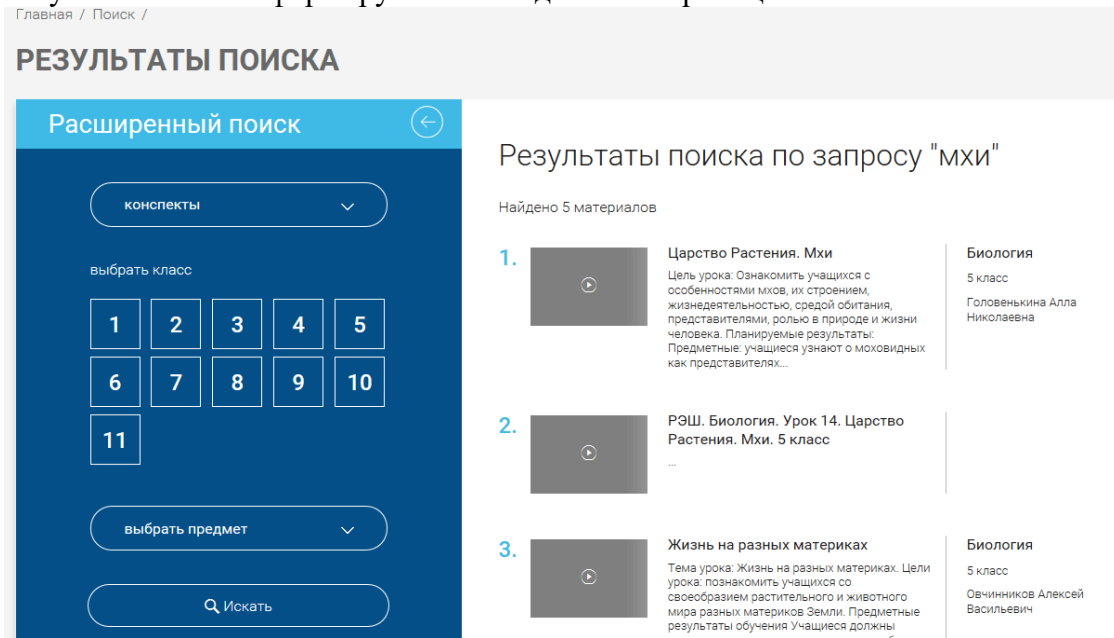 Главная / Поиск /
РЕЗУЛЬТАТЫ ПОИСКА
Расширенный поиск
конспекты
выбрать класс
1 2 3 4 5
6 7 8 9 10
11
выбрать предмет
Искать
Результаты поиска по запросу "мхи"
Найдено 5 материалов
1.
Царство Растения. Мхи
Цель урока: Ознакомить учащихся с
особенностями мхов, их строением,
жизнедеятельностью, средой обитания,
представителями, ролью в природе и жизни
человека. Планируемые результаты:
Предметные: учащиеся узнают о моховидных
как представителях...
Биология
5 класс
Головенькина Алла
Николаевна
2.
РЭШ. Биология. Урок 14. Царство
Растения. Мхи. 5 класс
...
3.
Жизнь на разных материках
Тема урока: Жизнь на разных материках. Цели
урока: познакомить учащихся со
своеобразием растительного и животного
мира разных материков Земли. Предметные
результаты обучения Учащиеся должны
Биология
5 класс
Овчинников Алексей
Васильевич